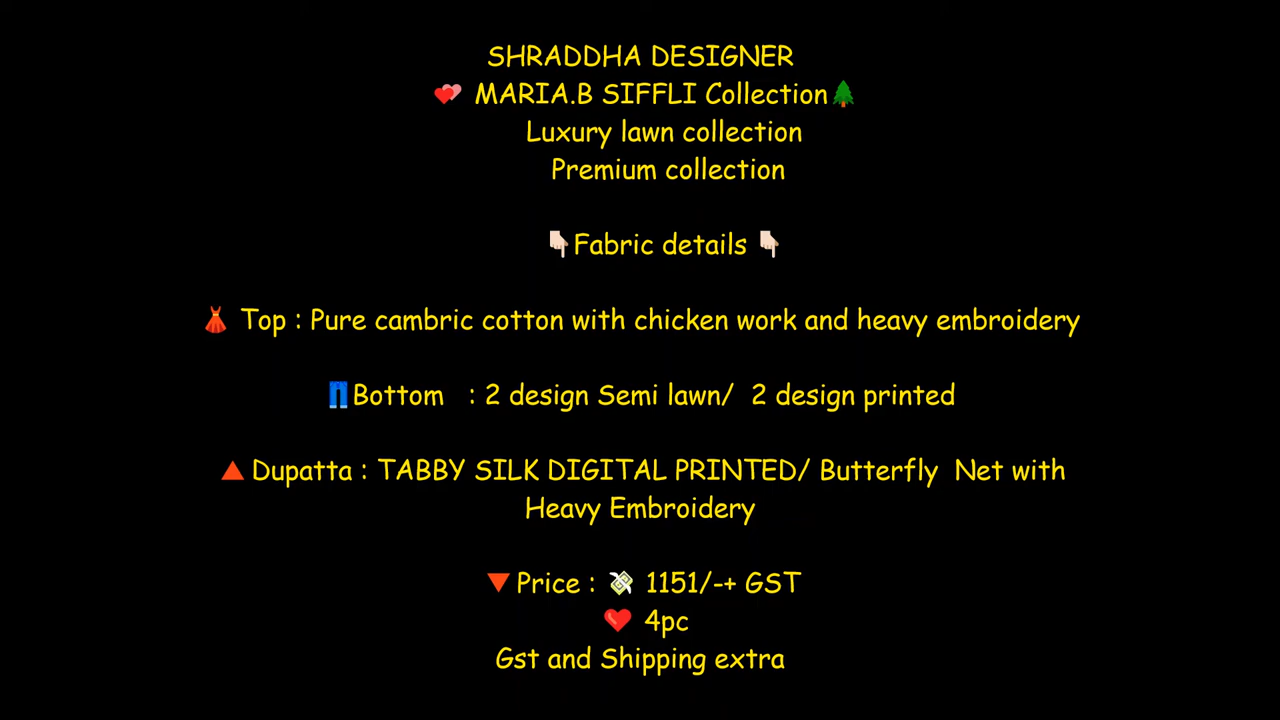 SHRADDHA DESIGNER
💞 MARIA.B SIFFLI Collection🌲
Luxury lawn collection
Premium collection
👇🏻Fabric details 👇🏻
👗 Top : Pure cambric cotton with chicken work and heavy embroidery
👖Bottom : 2 design Semi lawn/ 2 design printed
🔺Dupatta : TABBY SILK DIGITAL PRINTED/ Butterfly Net with
Heavy Embroidery
🔻Price : 💸 1151/-+ GST
❤️ 4pc
Gst and Shipping extra